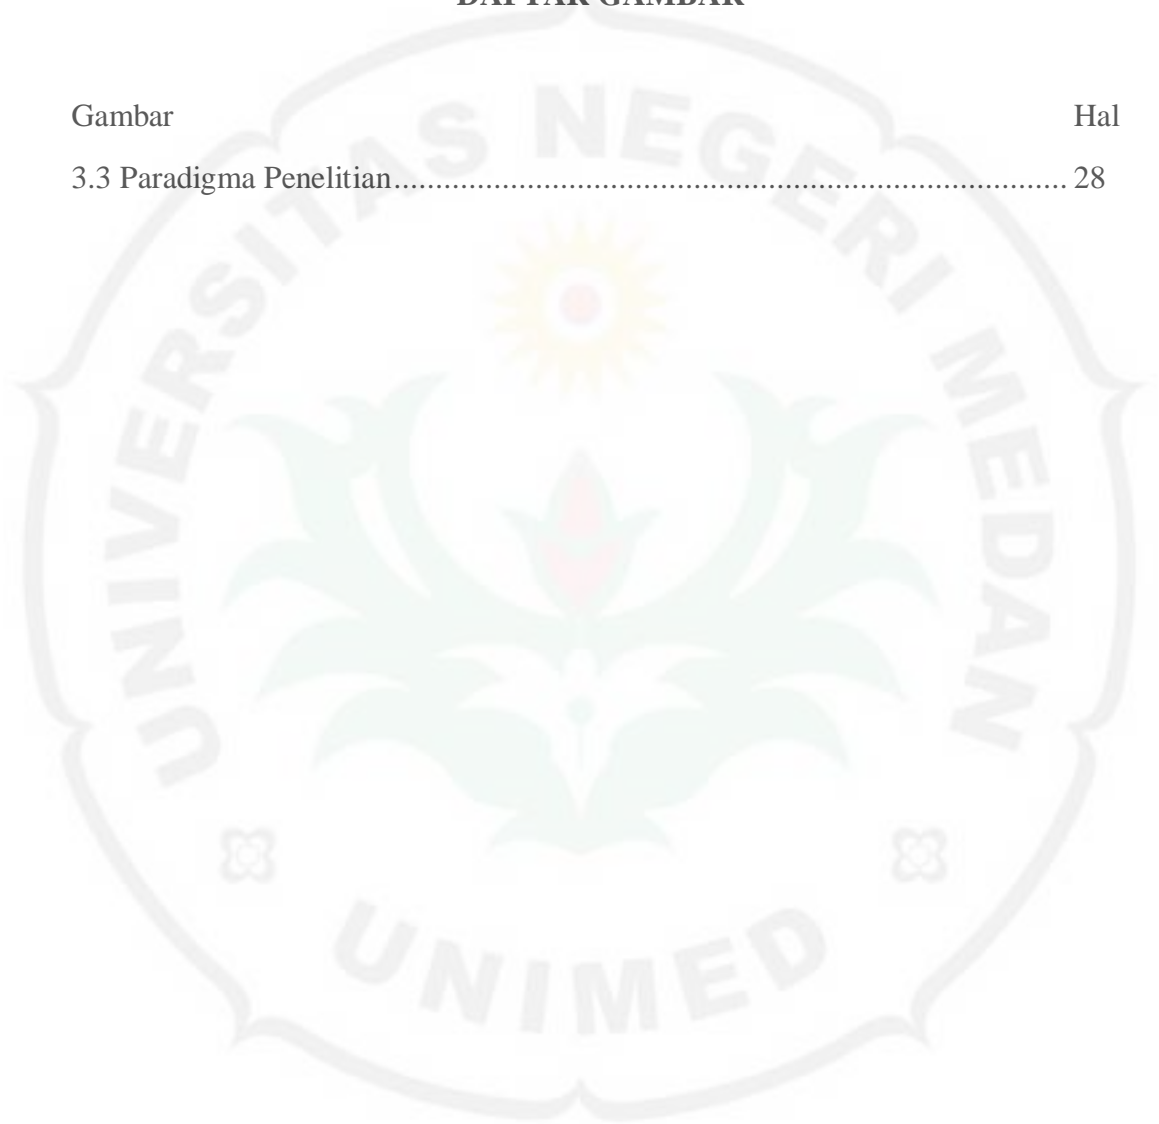 DAFTAR GAMBAR
Gambar Hal
3.3 Paradigma Penelitian................................................................................ 28
UNIVERSITAS NEGERI MEDAN
UNIMED